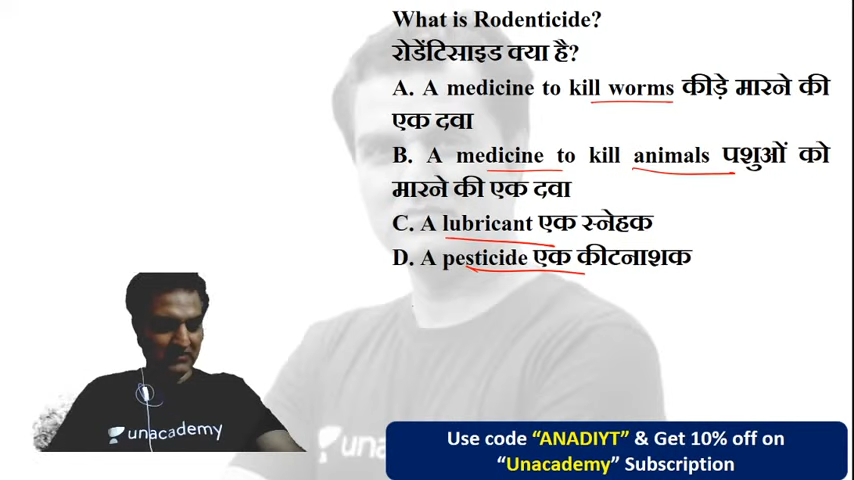 What is Rodenticide?
रोडेंटिसाइड क्या है?
A. A medicine to kill worms कीड़े मारने की
एक दवा
B. A medicine to kill animals पशुओं को
मारने की एक दवा
C. A lubricant एक स्नेहक
D. A pesticide एक कीटनाशक
unacademy
una
Use code “ANADIYT” & Get 10% off on
“Unacademy” Subscription